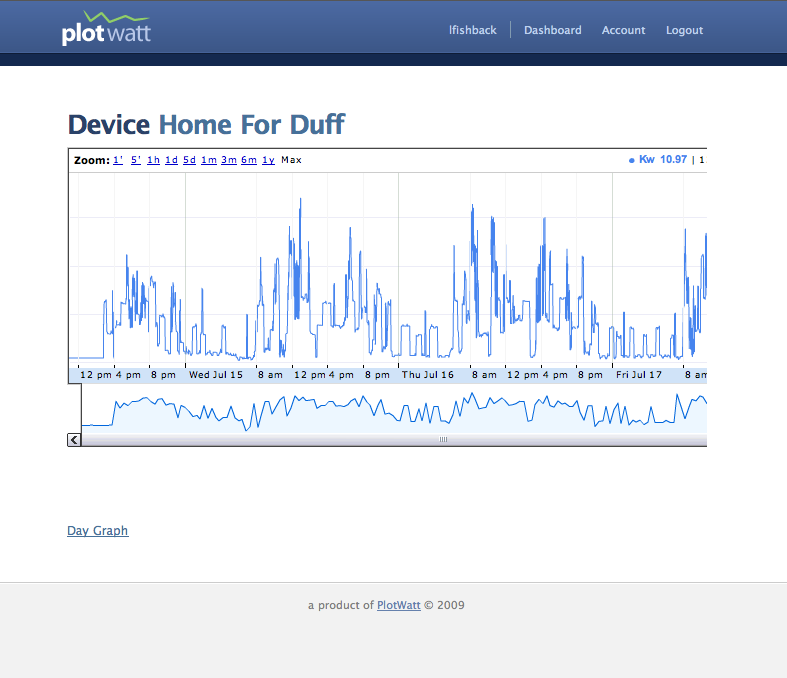 plotwatt
lfishback Dashboard Account Logout
Device Home For Duff
Zoom: 1' 5' 1h 1d 5d 1m 3m 6m 1y Max
Kw 10.97 | 1
12 pm 4 pm 8 pm Wed Jul 15 8 am 12 pm 4 pm 8 pm Thu Jul 16 8 am 12 pm 4 pm 8 pm Fri Jul 17 8 am
Day Graph
a product of PlotWatt © 2009